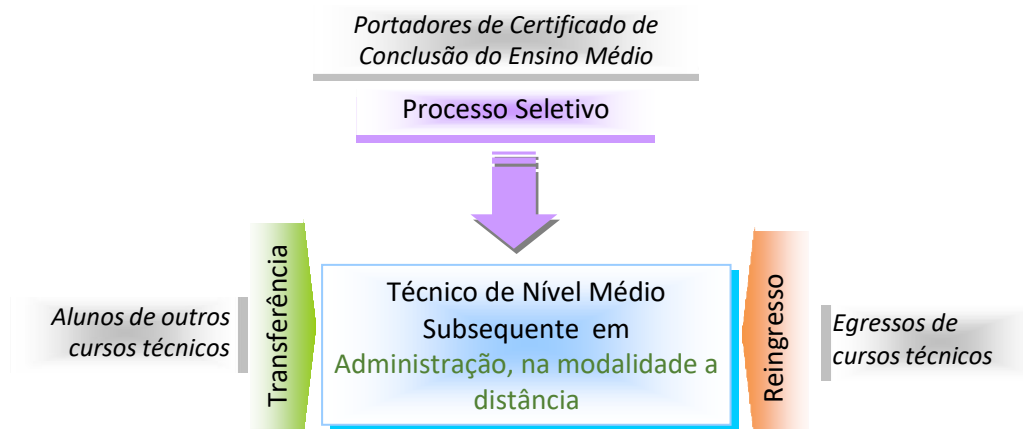 Portadores de Certificado de
Conclusão do Ensino Médio
Processo Seletivo
Transferência
Alunos de outros
cursos técnicos
Técnico de Nível Médio
Subsequente em
Administração, na modalidade a
distância
Reingresso
Egressos de
cursos técnicos